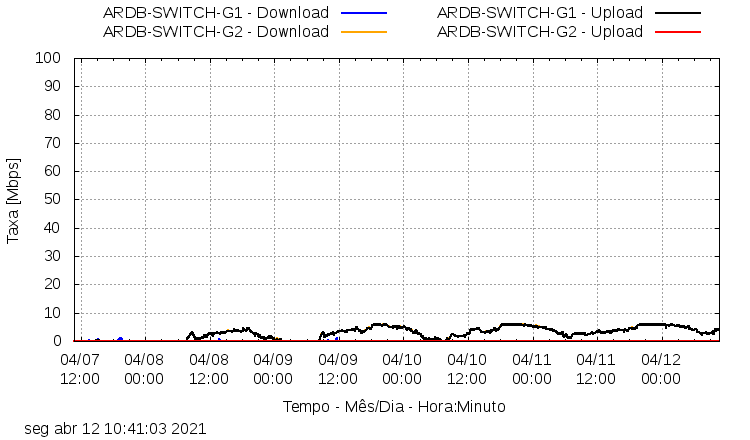 ARDB-SWITCH-G1 - Download ARDB-SWITCH-G1 - Upload
ARDB-SWITCH-G2 - Download ARDB-SWITCH-G2 - Upload
100
90
80
70
60
50
40
30
20
10
0
Taxa [Mbps]
04/07 04/08 04/08 04/09 04/09 04/10 04/10 04/11 04/11 04/12
12:00 00:00 12:00 00:00 12:00 00:00 12:00 00:00 12:00 00:00
Tempo - Mês/Dia - Hora:Minuto
seg abr 12 10:41:03 2021